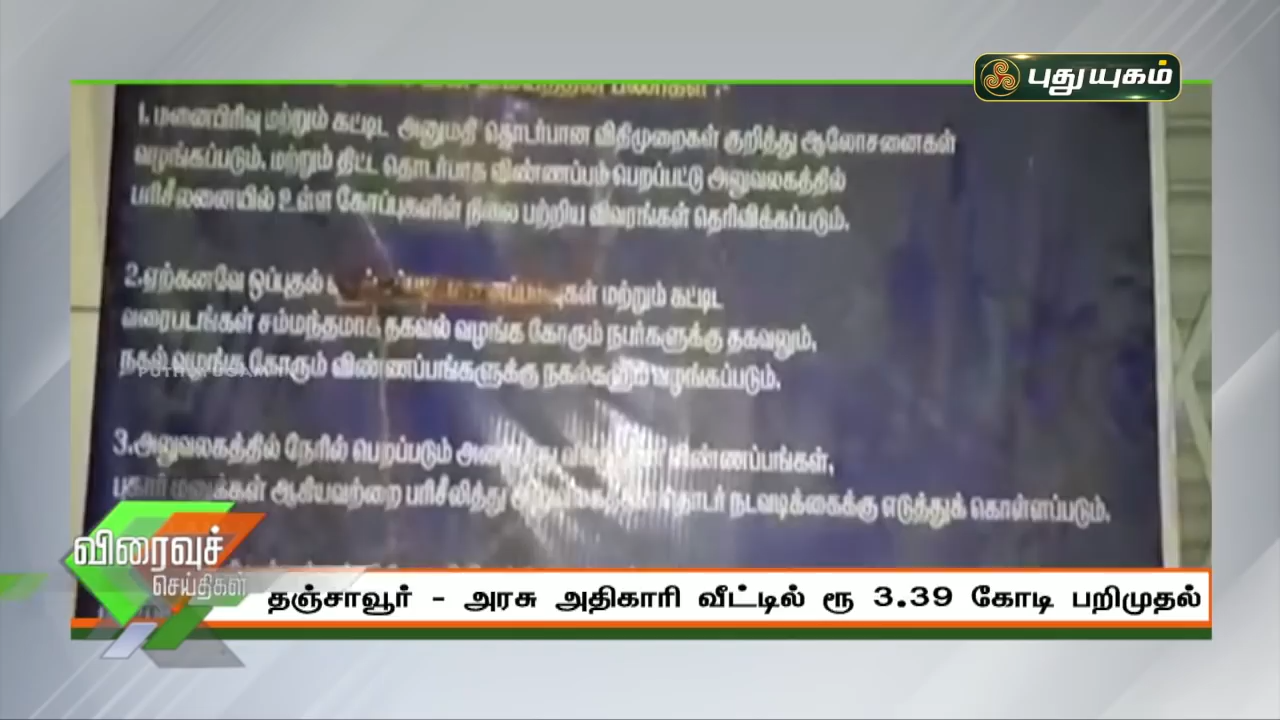 புதுயுகம்
பணிகள் :-
1. மனைபிரிவு மற்றும் கட்டிட அனுமதி தொடர்பான விதிமுறைகள் குறித்து ஆலோசனைகள்
வழங்கப்படும். மற்றும் திட்ட தொடர்பாக விண்ணப்பம் பெறப்பட்டு அலுவலகத்தில்
பரிசீலனையில் உள்ள கோப்புகளின் நிலை பற்றிய விவரங்கள் தெரிவிக்கப்படும்.
2.ஏற்கனவே ஒப்புதல் மற்றும் கட்டிட
வரைபடங்கள் சம்மந்தமாக தகவல் வழங்க கோரும் நபர்களுக்கு தகவலும்,
நகல் வழங்க கோரும் விண்ணப்பங்களுக்கு வழங்கப்படும்.
3.அலுவலகத்தில் நேரில் பெறப்படும் விண்ணப்பங்கள்,
புகார் மனுக்கள் ஆகியவற்றை பரிசீலித்து தொடர் நடவடிக்கைக்கு எடுத்துக் கொள்ளப்படும்.
விரைவுச்
செய்திகள்
தஞ்சாவூர் - அரசு அதிகாரி வீட்டில் ரூ 3.39 கோடி பறிமுதல்